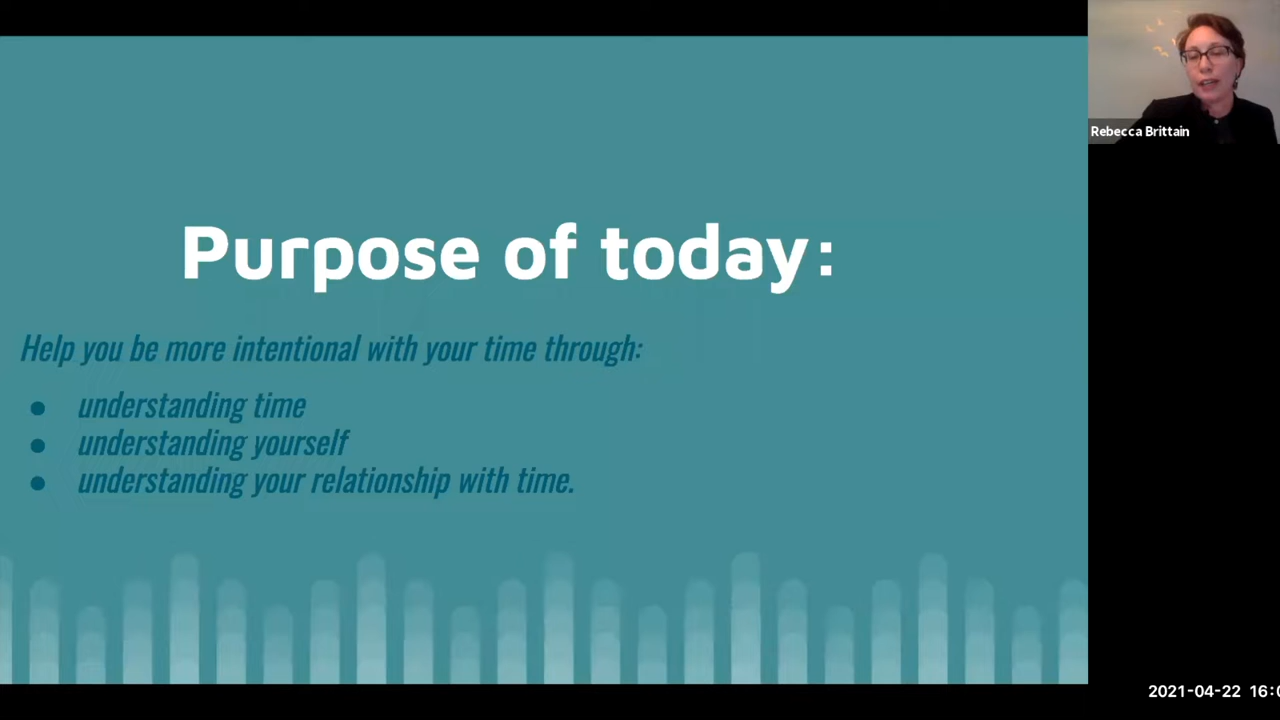 Purpose of today:
Help you be more intentional with your time through:
● understanding time
● understanding yourself
● understanding your relationship with time.
Rebecca Brittain
2021-04-22 16:0